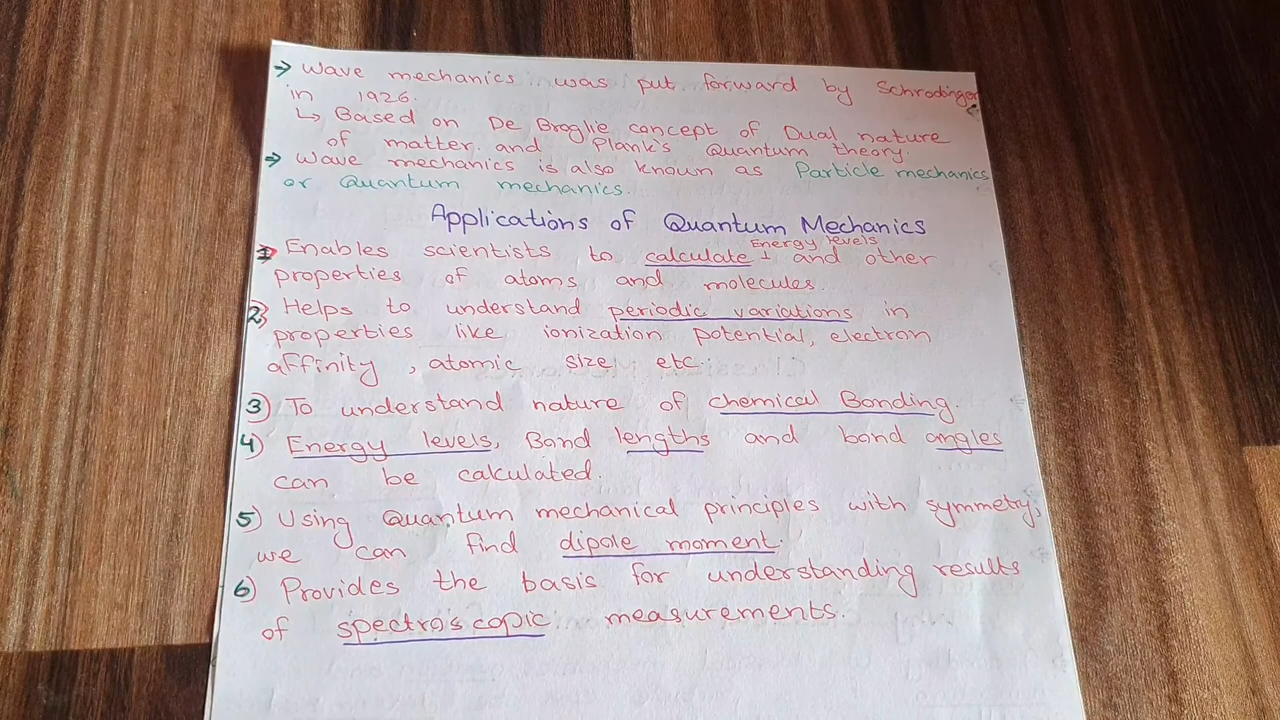 → Wave mechanics was put forward by Schrodinger
in 1926.
↳ Based on De Broglie concept of Dual nature
of matter and Plank's Quantum theory.
→ Wave mechanics is also known as Particle mechanics
or Quantum mechanics.
Applications of Quantum Mechanics
1) Enables scientists to calculate Energy levels and other
properties of atoms and molecules.
2) Helps to understand periodic variations in
properties like ionization potential, electron
affinity, atomic size etc.
3) To understand nature of chemical Bonding.
4) Energy levels, Bond lengths and bond angles
can be calculated.
5) Using Quantum mechanical principles with symmetry,
we can find dipole moment.
6) Provides the basis for understanding results
of spectroscopic measurements.